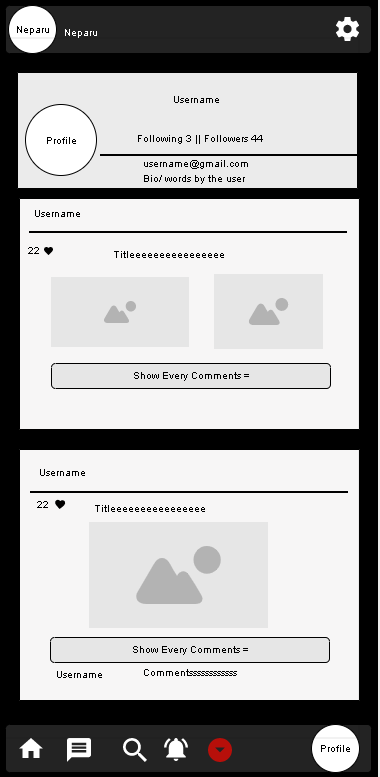 Neparu Neparu
Username
Profile
Following 3 || Followers 44
username@gmail.com
Bio/ words by the user
Username
22
Titleeeeeeeeeeeeeeee
Show Every Comments =
Username
22
Titleeeeeeeeeeeeeeee
Show Every Comments =
Username Commentssssssssssss
Profile